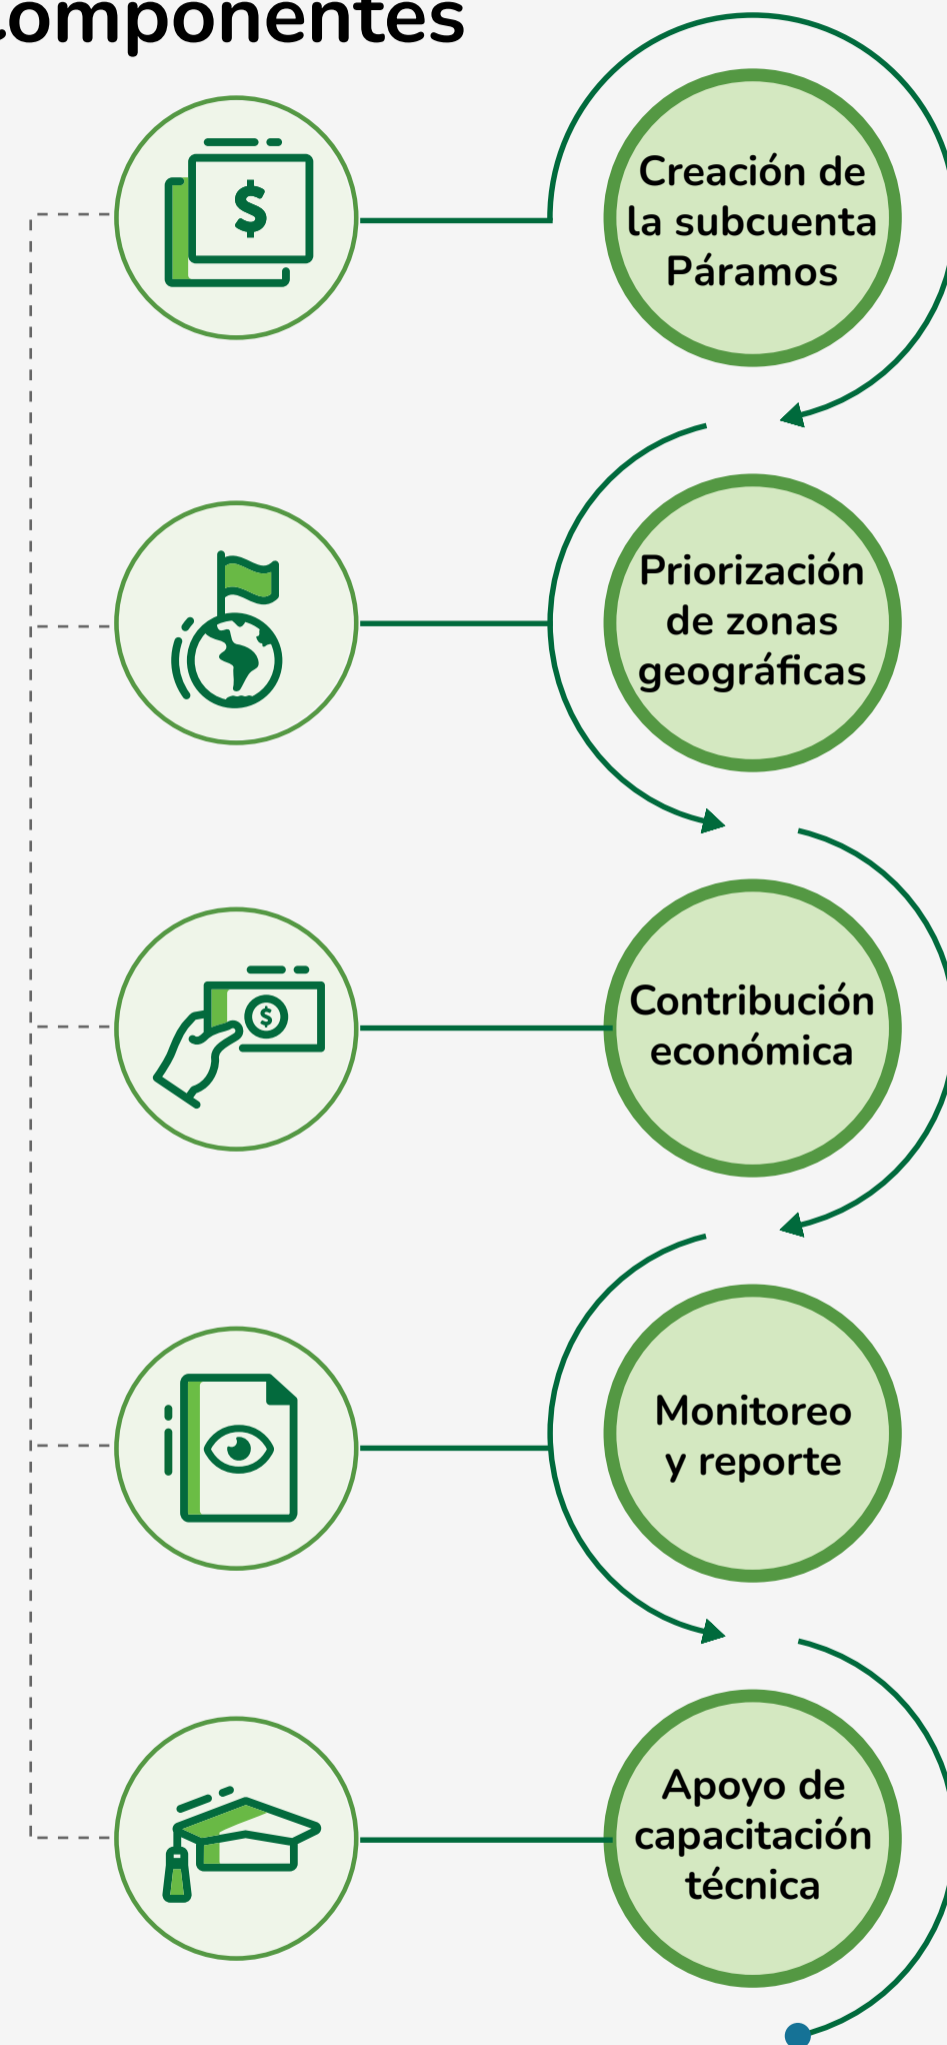 Componentes
$
Creación de
la subcuenta
Páramos
Priorización
de zonas
geográficas
$
Contribución
económica
Monitoreo
y reporte
Apoyo de
capacitación
técnica